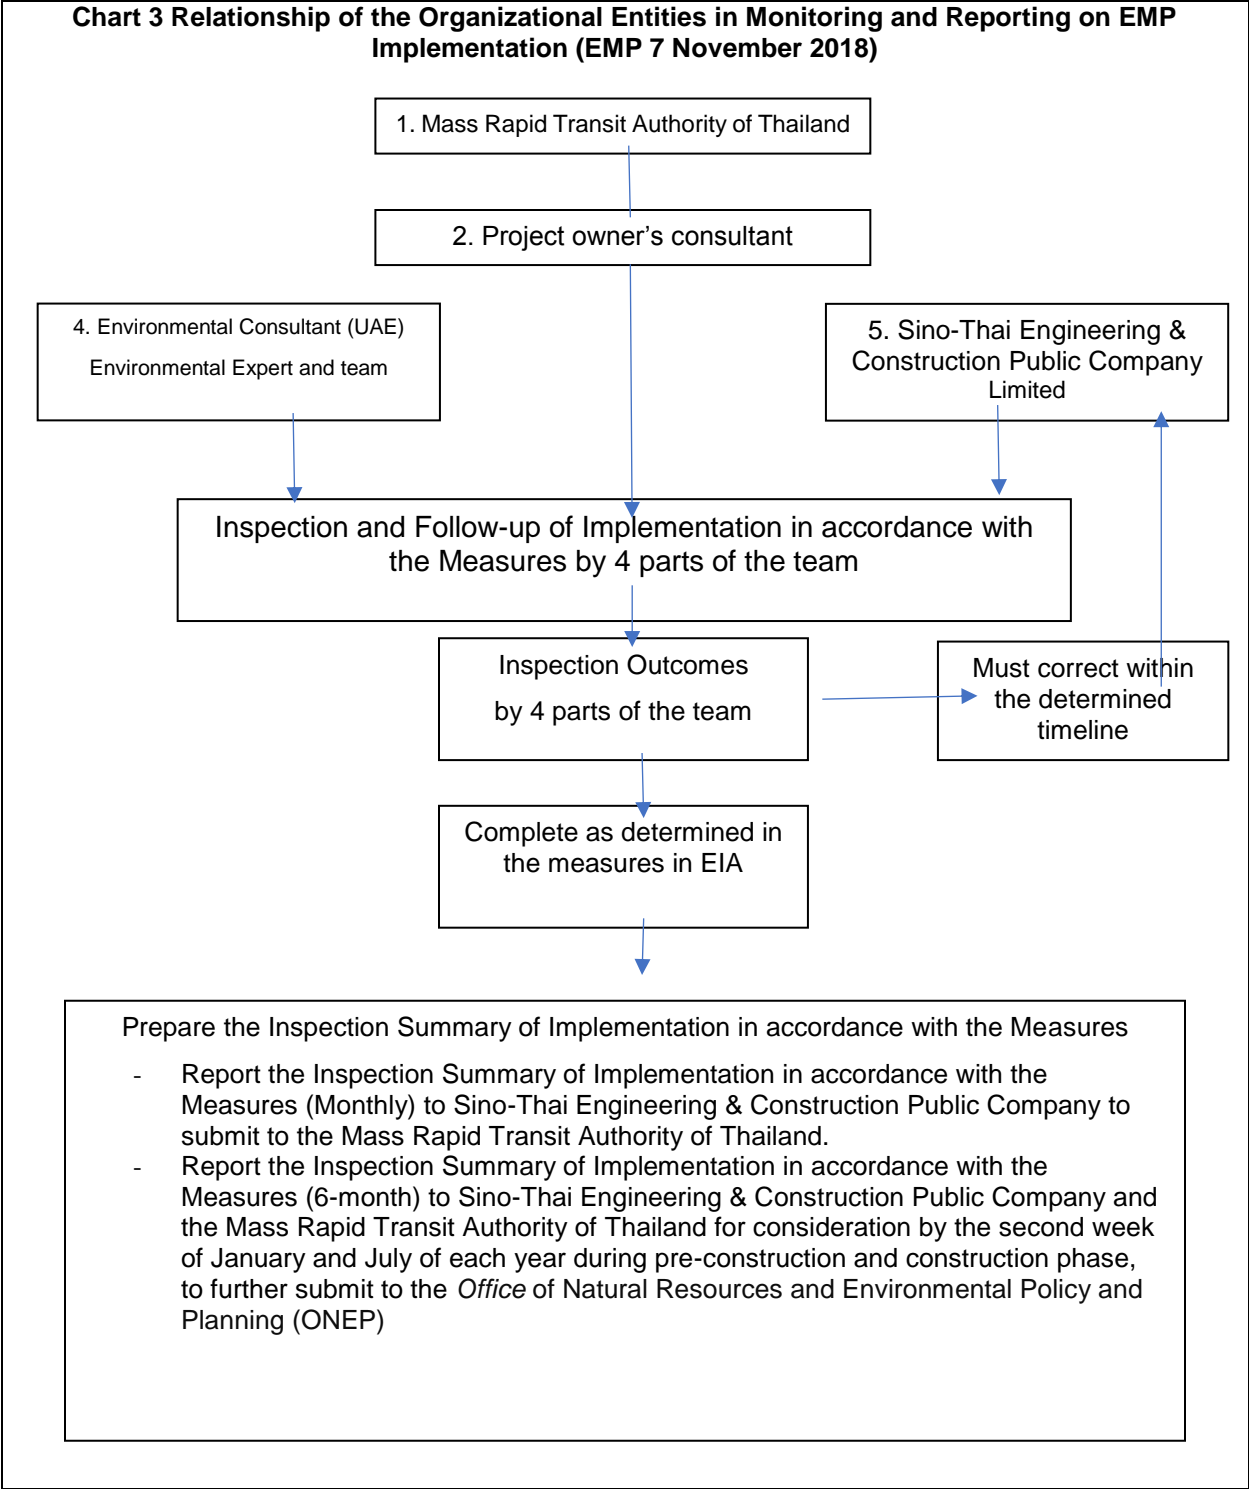 Chart 3 Relationship of the Organizational Entities in Monitoring and Reporting on EMP
Implementation (EMP 7 November 2018)
1. Mass Rapid Transit Authority of Thailand
2. Project owner’s consultant
4. Environmental Consultant (UAE)
Environmental Expert and team
5. Sino-Thai Engineering &
Construction Public Company
Limited
Inspection and Follow-up of Implementation in accordance with
the Measures by 4 parts of the team
Inspection Outcomes
by 4 parts of the team
Must correct within
the determined
timeline
Complete as determined in
the measures in EIA
Prepare the Inspection Summary of Implementation in accordance with the Measures
- Report the Inspection Summary of Implementation in accordance with the
Measures (Monthly) to Sino-Thai Engineering & Construction Public Company to
submit to the Mass Rapid Transit Authority of Thailand.
- Report the Inspection Summary of Implementation in accordance with the
Measures (6-month) to Sino-Thai Engineering & Construction Public Company and
the Mass Rapid Transit Authority of Thailand for consideration by the second week
of January and July of each year during pre-construction and construction phase,
to further submit to the Office of Natural Resources and Environmental Policy and
Planning (ONEP)